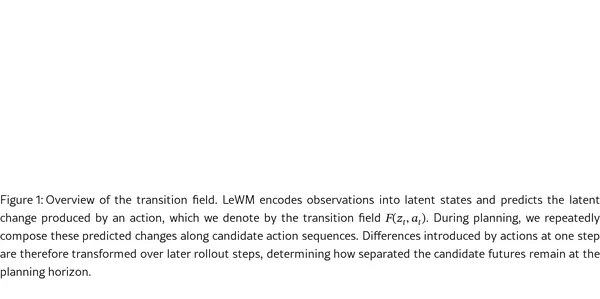 Figure 1: Overview of the transition field. LeWM encodes observations into latent states and predicts the latent
change produced by an action, which we denote by the transition field F(zₜ, aₜ). During planning, we repeatedly
compose these predicted changes along candidate action sequences. Differences introduced by actions at one step
are therefore transformed over later rollout steps, determining how separated the candidate futures remain at the
planning horizon.